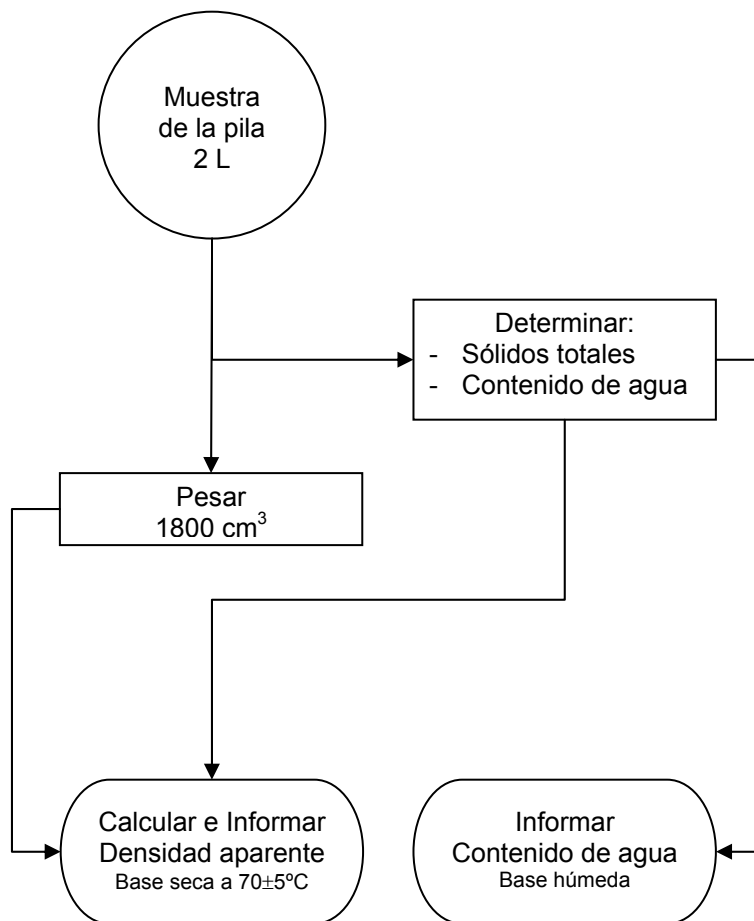 Muestra
de la pila
2 L
Determinar:
- Sólidos totales
- Contenido de agua
Pesar
1800 cm³
Calcular e Informar
Densidad aparente
Base seca a 70±5ºC
Informar
Contenido de agua
Base húmeda